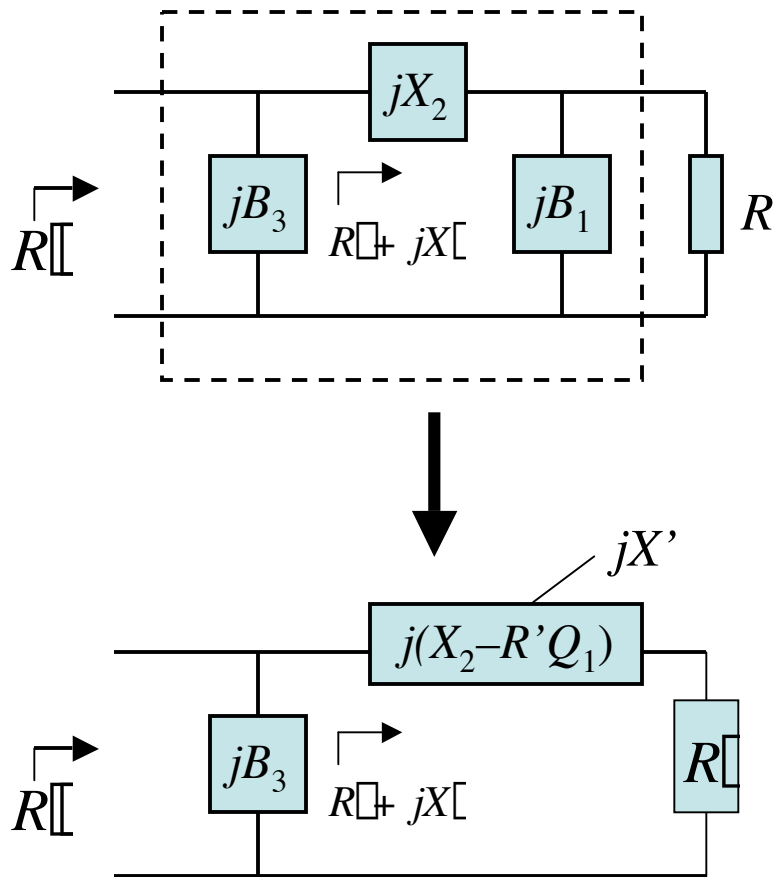 jX₂
jB₃
jB₁
R
R▯▯
R▯+ jX▯
jX’
j(X₂–R’Q₁)
jB₃
R▯
R▯▯
R▯+ jX▯